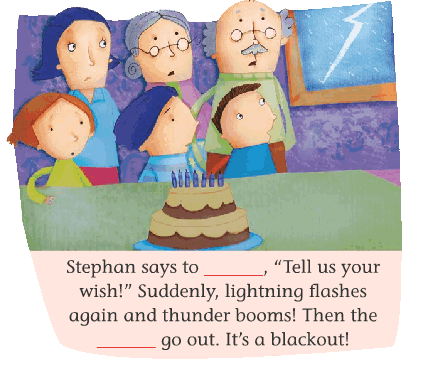 Stephan says to ______, “Tell us your
wish!” Suddenly, lightning flashes
again and thunder booms! Then the
______ go out. It’s a blackout!